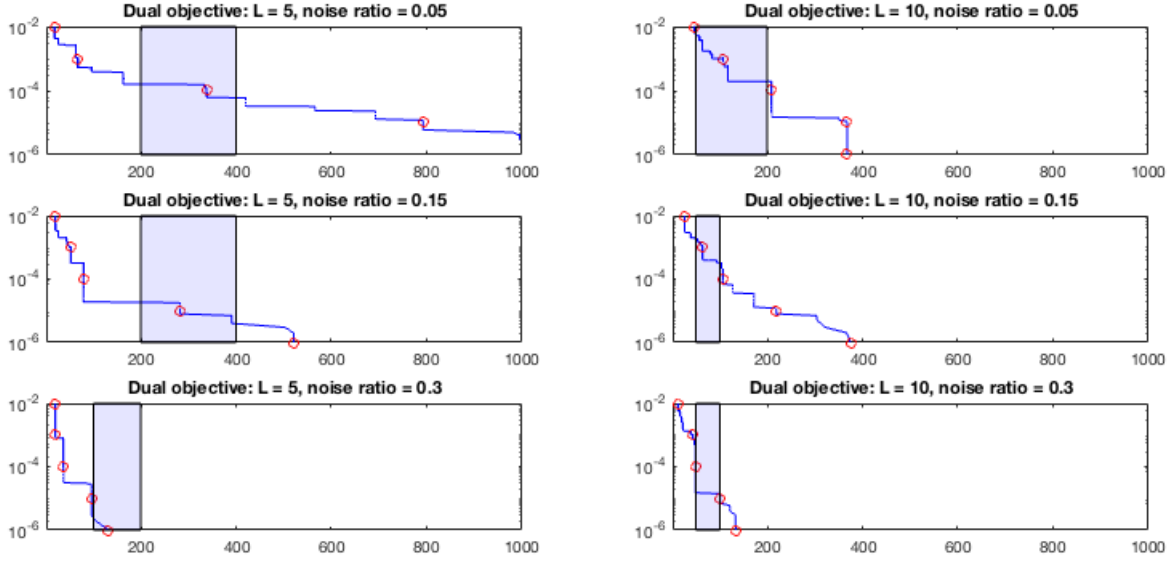 Dual objective: L = 5, noise ratio = 0.05
10^-2
10^-4
10^-6
200 400 600 800 1000
Dual objective: L = 10, noise ratio = 0.05
10^-2
10^-4
10^-6
200 400 600 800 1000
Dual objective: L = 5, noise ratio = 0.15
10^-2
10^-4
10^-6
200 400 600 800 1000
Dual objective: L = 10, noise ratio = 0.15
10^-2
10^-4
10^-6
200 400 600 800 1000
Dual objective: L = 5, noise ratio = 0.3
10^-2
10^-4
10^-6
200 400 600 800 1000
Dual objective: L = 10, noise ratio = 0.3
10^-2
10^-4
10^-6
200 400 600 800 1000